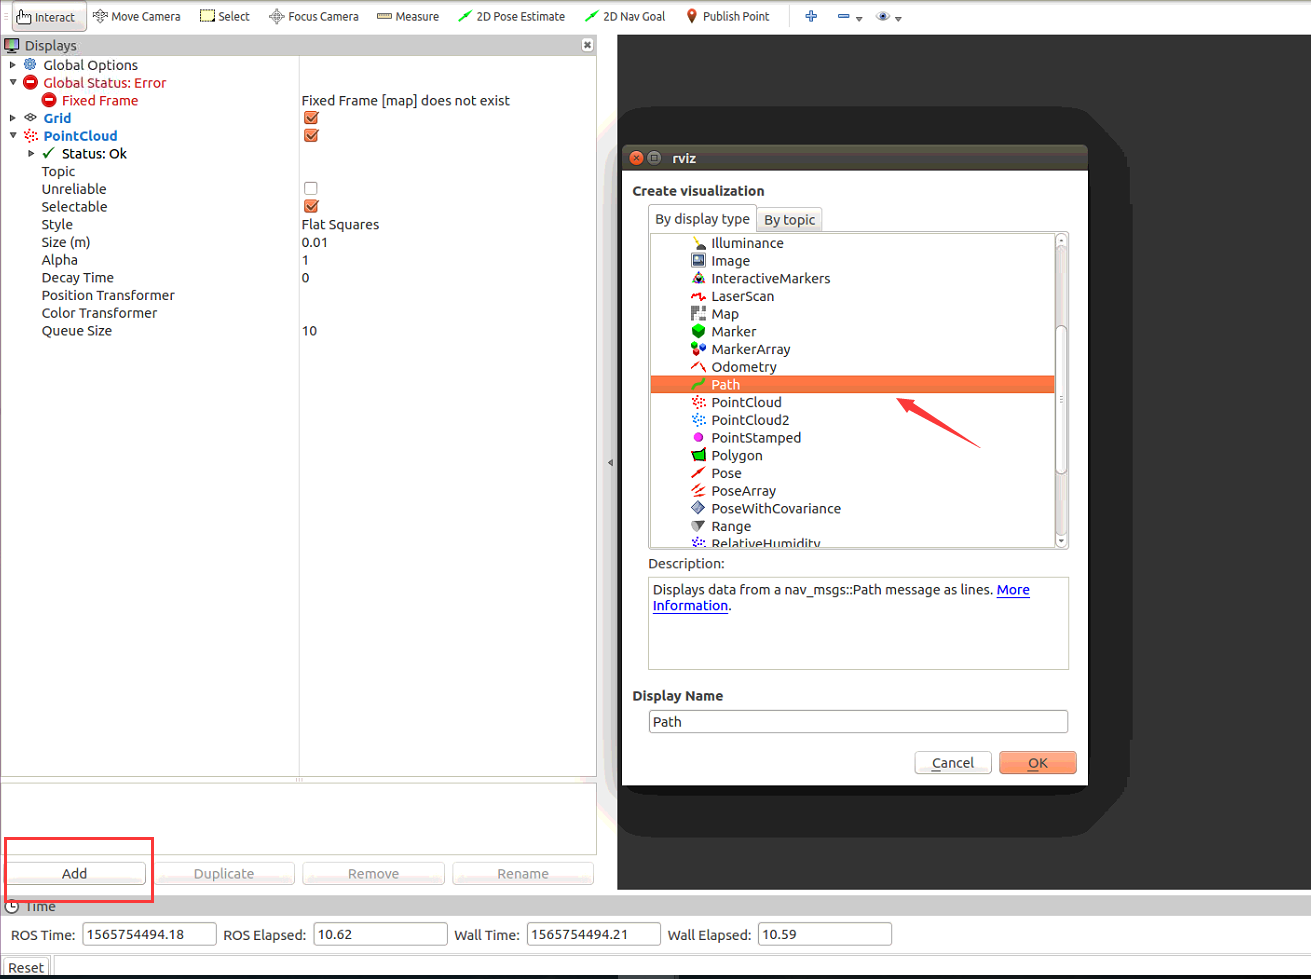 Interact Move Camera Select Focus Camera Measure 2D Pose Estimate 2D Nav Goal Publish Point
Displays
Global Options
Global Status: Error
Fixed Frame Fixed Frame [map] does not exist
Grid
PointCloud
Status: Ok
Topic
Unreliable
Selectable
Style Flat Squares
Size (m) 0.01
Alpha 1
Decay Time 0
Position Transformer
Color Transformer
Queue Size 10
rviz
Create visualization
By display type By topic
Illuminance
Image
InteractiveMarkers
LaserScan
Map
Marker
MarkerArray
Odometry
Path
PointCloud
PointCloud2
PointStamped
Polygon
Pose
PoseArray
PoseWithCovariance
Range
RelativeHumidity
Description:
Displays data from a nav_msgs::Path message as lines. More
Information.
Display Name
Path
Cancel OK
Add Duplicate Remove Rename
Time
ROS Time: 1565754494.18 ROS Elapsed: 10.62 Wall Time: 1565754494.21 Wall Elapsed: 10.59
Reset